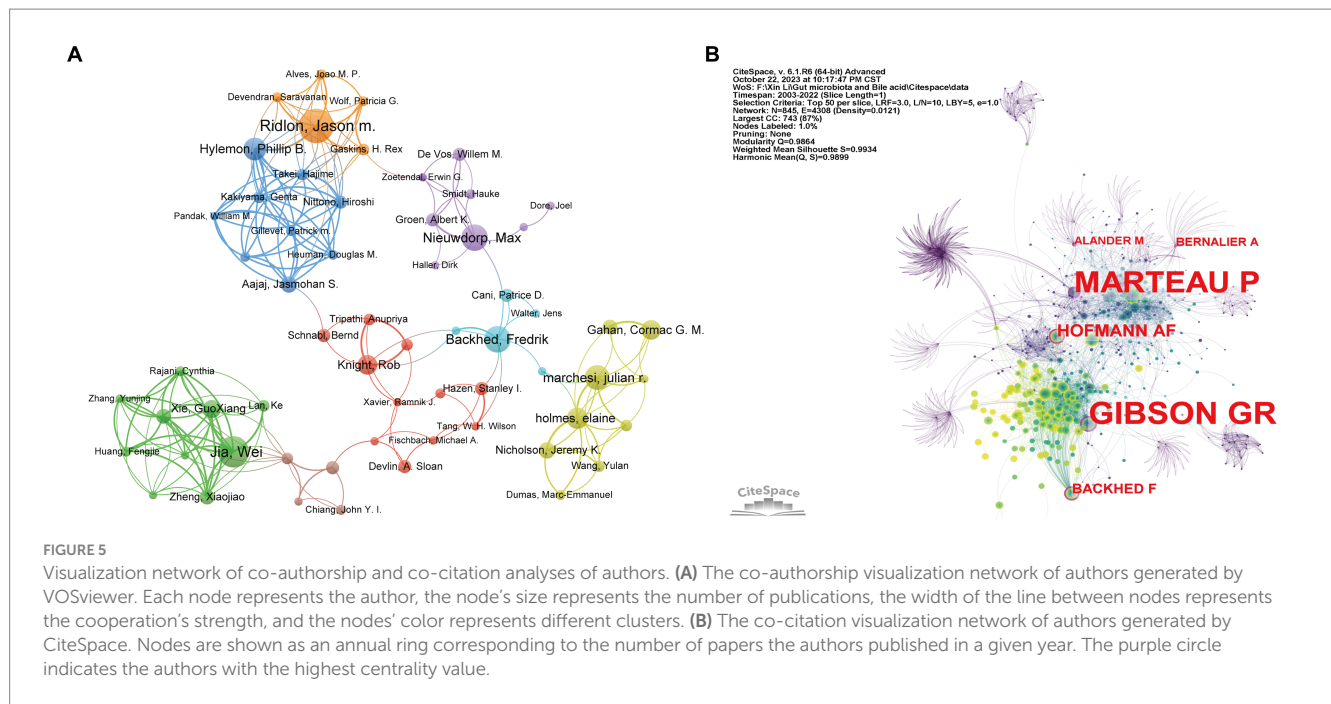 A
Alves, Joao M. P.
Devendran, Saravanan
Wolf, Patricia G.
Ridlon, Jason m.
Hylemon, Phillip B.
Gaskins, H. Rex
De Vos, Willem M.
Takei, Hajime
Zoetendal, Erwin G.
Kakiyama, Genta
Smidt, Hauke
Nittono, Hiroshi
Dore, Joel
Pandak, William M.
Groen, Albert K.
Gillevet, Patrick m.
Nieuwdorp, Max
Heuman, Douglas M.
Haller, Dirk
Aajaj, Jasmohan S.
Cani, Patrice D.
Walter, Jens
Tripathi, Anupriya
Schnabl, Bernd
Gahan, Cormac G. M.
Backhed, Fredrik
Knight, Rob
Rajani, Cynthia
marchesi, julian r.
Hazen, Stanley I.
Zhang, Yunjing
Xavier, Ramnik J.
Xie, GuoXiang
Lan, Ke
holmes, elaine
Tang, W. H. Wilson
Fischbach, Michael A.
Huang, Fengjie
Jia, Wei
Nicholson, Jeremy K.
Wang, Yulan
Devlin, A. Sloan
Zheng, Xiaojiao
Dumas, Marc-Emmanuel
Chiang, John Y. I.
B
CiteSpace, v. 6.1.R6 (64-bit) Advanced
October 22, 2023 at 10:17:47 PM CST
WoS: F:\Xin Li\Gut microbiota and Bile acid\Citespace\data
Timespan: 2003-2022 (Slice Length=1)
Selection Criteria: Top 50 per slice, LRF=3.0, L/N=10, LBY=5, e=1.0
Network: N=845, E=4308 (Density=0.0121)
Largest CC: 743 (87%)
Nodes Labeled: 1.0%
Pruning: None
Modularity Q=0.9864
Weighted Mean Silhouette S=0.9934
Harmonic Mean(Q, S)=0.9899
ALANDER M
BERNALIER A
MARTEAU P
HOFMANN AF
GIBSON GR
BACKHED F
CiteSpace
FIGURE 5
Visualization network of co-authorship and co-citation analyses of authors. (A) The co-authorship visualization network of authors generated by
VOSviewer. Each node represents the author, the node's size represents the number of publications, the width of the line between nodes represents
the cooperation's strength, and the nodes' color represents different clusters. (B) The co-citation visualization network of authors generated by
CiteSpace. Nodes are shown as an annual ring corresponding to the number of papers the authors published in a given year. The purple circle
indicates the authors with the highest centrality value.